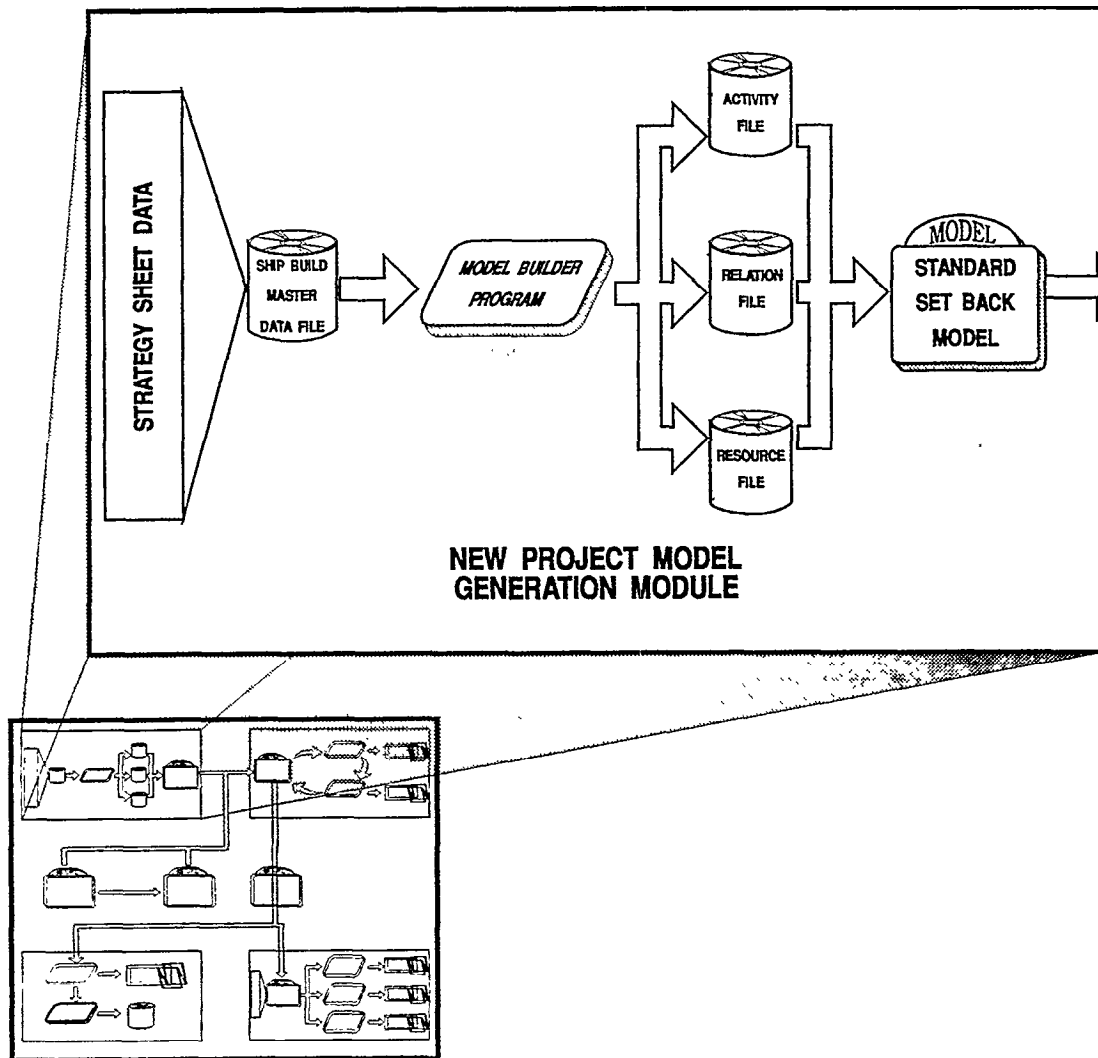 STRATEGY SHEET DATA
SHIP BUILD
MASTER
DATA FILE
MODEL BUILDER
PROGRAM
ACTIVITY
FILE
RELATION
FILE
RESOURCE
FILE
MODEL
STANDARD
SET BACK
MODEL
NEW PROJECT MODEL
GENERATION MODULE